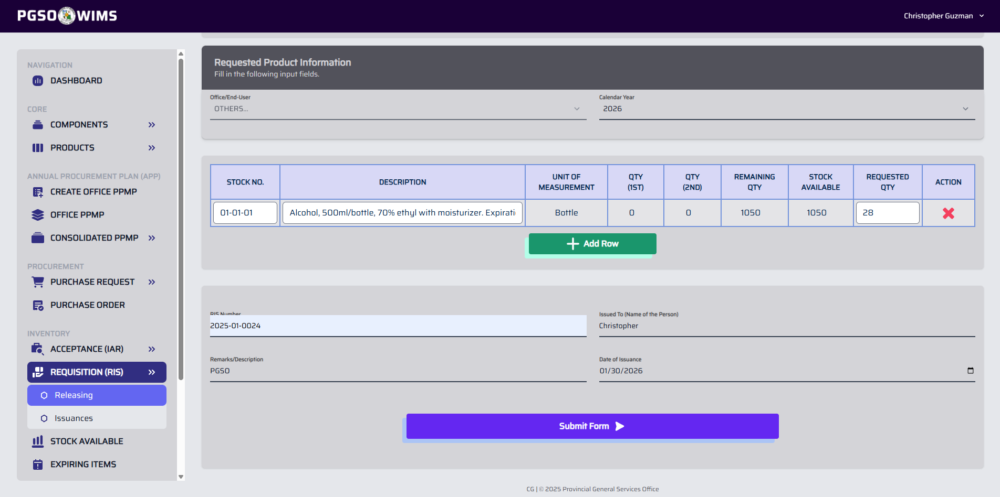 PGSO WIMS
Christopher Guzman
NAVIGATION
DASHBOARD
CORE
COMPONENTS
PRODUCTS
ANNUAL PROCUREMENT PLAN (APP)
CREATE OFFICE PPMP
OFFICE PPMP
CONSOLIDATED PPMP
PROCUREMENT
PURCHASE REQUEST
PURCHASE ORDER
INVENTORY
ACCEPTANCE (IAR)
REQUISITION (RIS)
Releasing
Issuances
STOCK AVAILABLE
EXPIRING ITEMS
Requested Product Information
Fill in the following input fields.
Office/End-User
OTHERS...
Calendar Year
2026
STOCK NO.
DESCRIPTION
UNIT OF
MEASUREMENT
QTY
(1ST)
QTY
(2ND)
REMAINING
QTY
STOCK
AVAILABLE
REQUESTED
QTY
ACTION
01-01-01
Alcohol, 500ml/bottle, 70% ethyl with moisturizer. Expirati
Bottle
0
0
1050
1050
28
Add Row
RIS Number
2025-01-0024
Issued To (Name of the Person)
Christopher
Remarks/Description
PGSO
Date of Issuance
01/30/2026
Submit Form
CG | © 2025 Provincial General Services Office